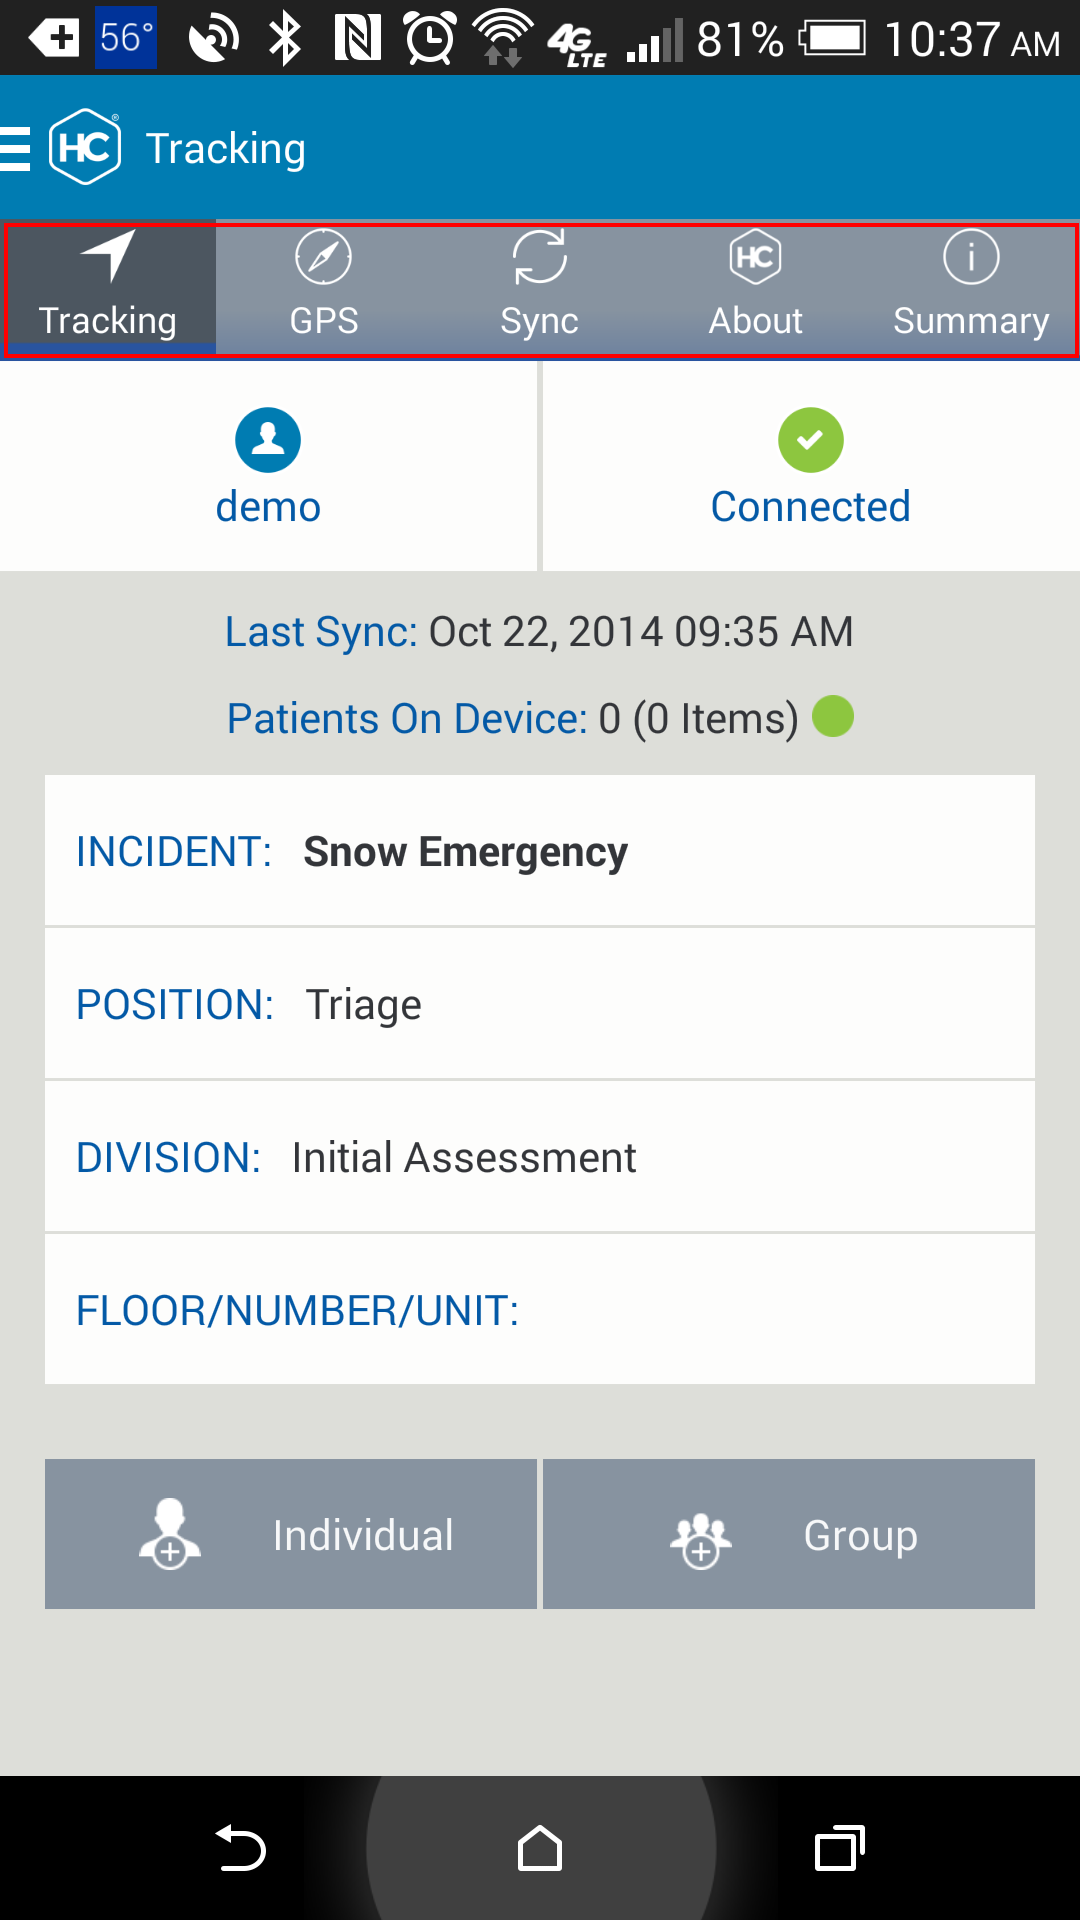 56° 4G LTE 81% 10:37 AM
HC® Tracking
HC
Tracking GPS Sync About Summary
demo Connected
Last Sync: Oct 22, 2014 09:35 AM
Patients On Device: 0 (0 Items)
INCIDENT: Snow Emergency
POSITION: Triage
DIVISION: Initial Assessment
FLOOR/NUMBER/UNIT:
Individual Group